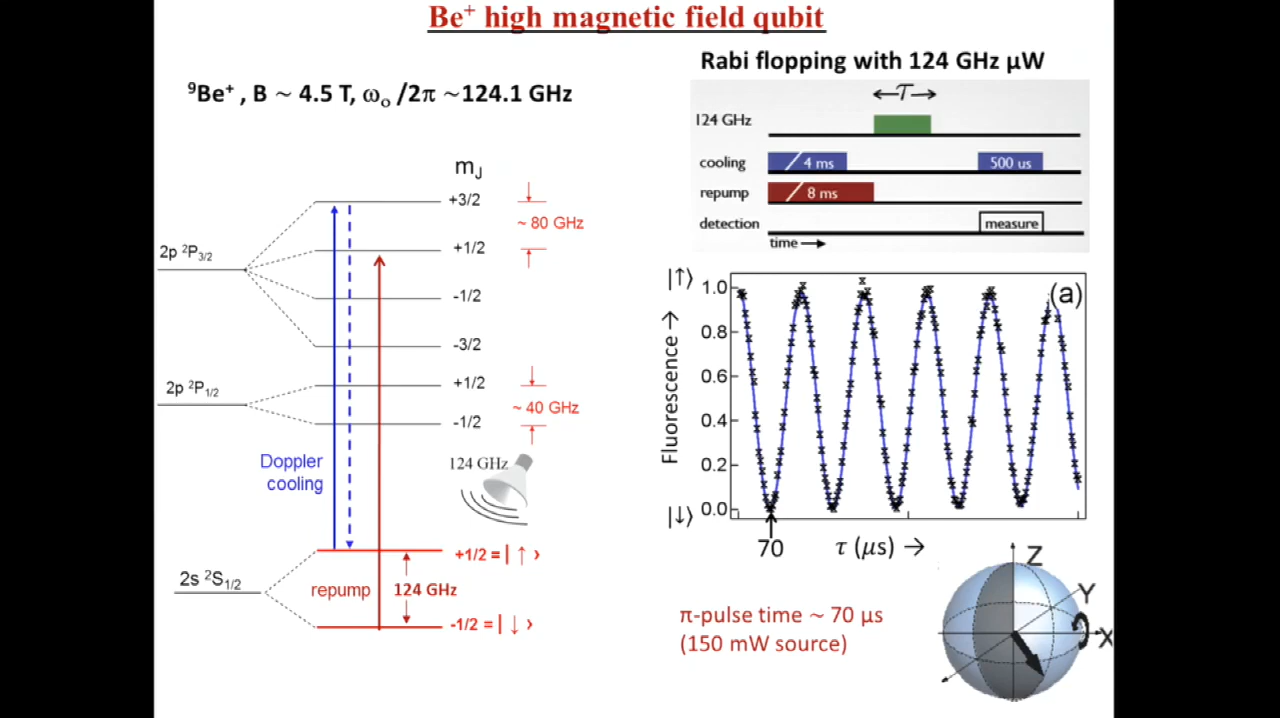 Be⁺ high magnetic field qubit
⁹Be⁺ , B ~ 4.5 T, ω₀ /2π ~124.1 GHz
mJ
+3/2
~ 80 GHz
2p ²P3/2
+1/2
-1/2
-3/2
2p ²P1/2
+1/2
~ 40 GHz
-1/2
Doppler
cooling
124 GHz
2s ²S1/2
+1/2 ≡ | ↑ ›
repump
124 GHz
-1/2 = | ↓ ›
Rabi flopping with 124 GHz μW
←τ→
124 GHz
cooling
4 ms
500 us
repump
8 ms
detection
measure
time →
|↑⟩
1.0
(a)
0.8
0.6
0.4
0.2
0.0
Fluorescence →
|↓⟩
70
τ (μs) →
π-pulse time ~ 70 μs
(150 mW source)
Z
Y
X